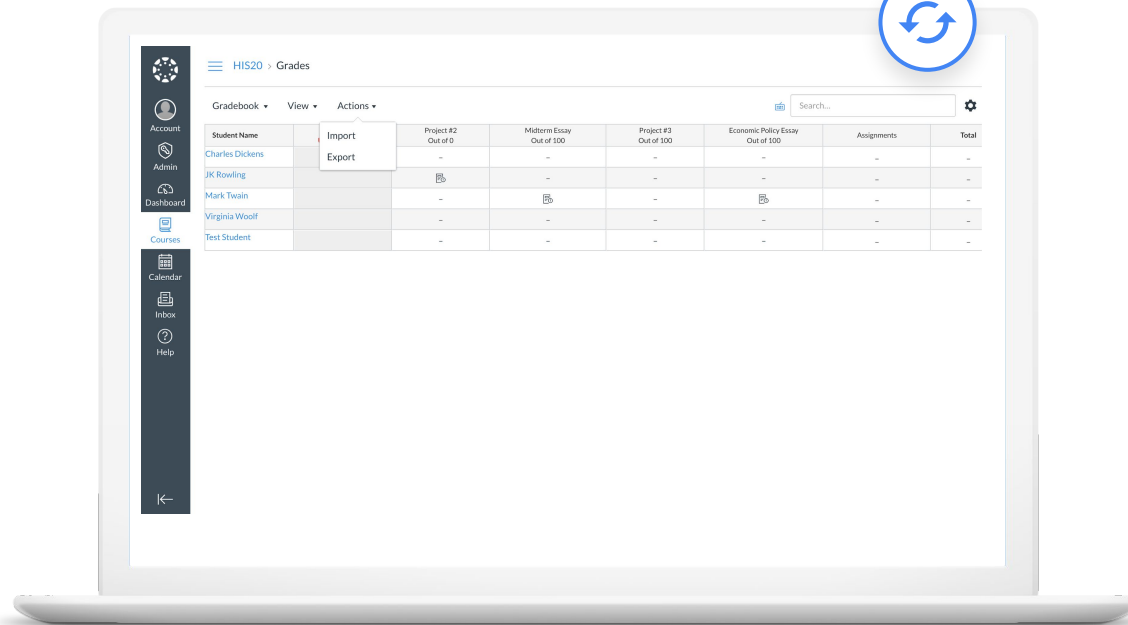 HIS20 > Grades
Gradebook View Actions
Search...
Account
Admin
Dashboard
Courses
Calendar
Inbox
Help
Import
Export
Student Name
Project #2
Out of 0
Midterm Essay
Out of 100
Project #3
Out of 100
Economic Policy Essay
Out of 100
Assignments
Total
Charles Dickens – – – – – –
JK Rowling – – – – –
Mark Twain – – – –
Virginia Woolf – – – – – –
Test Student – – – – – –